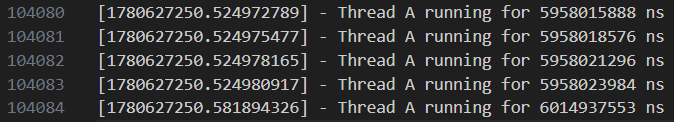 104080 [1780627250.524972789] - Thread A running for 5958015888 ns
104081 [1780627250.524975477] - Thread A running for 5958018576 ns
104082 [1780627250.524978165] - Thread A running for 5958021296 ns
104083 [1780627250.524980917] - Thread A running for 5958023984 ns
104084 [1780627250.581894326] - Thread A running for 6014937553 ns